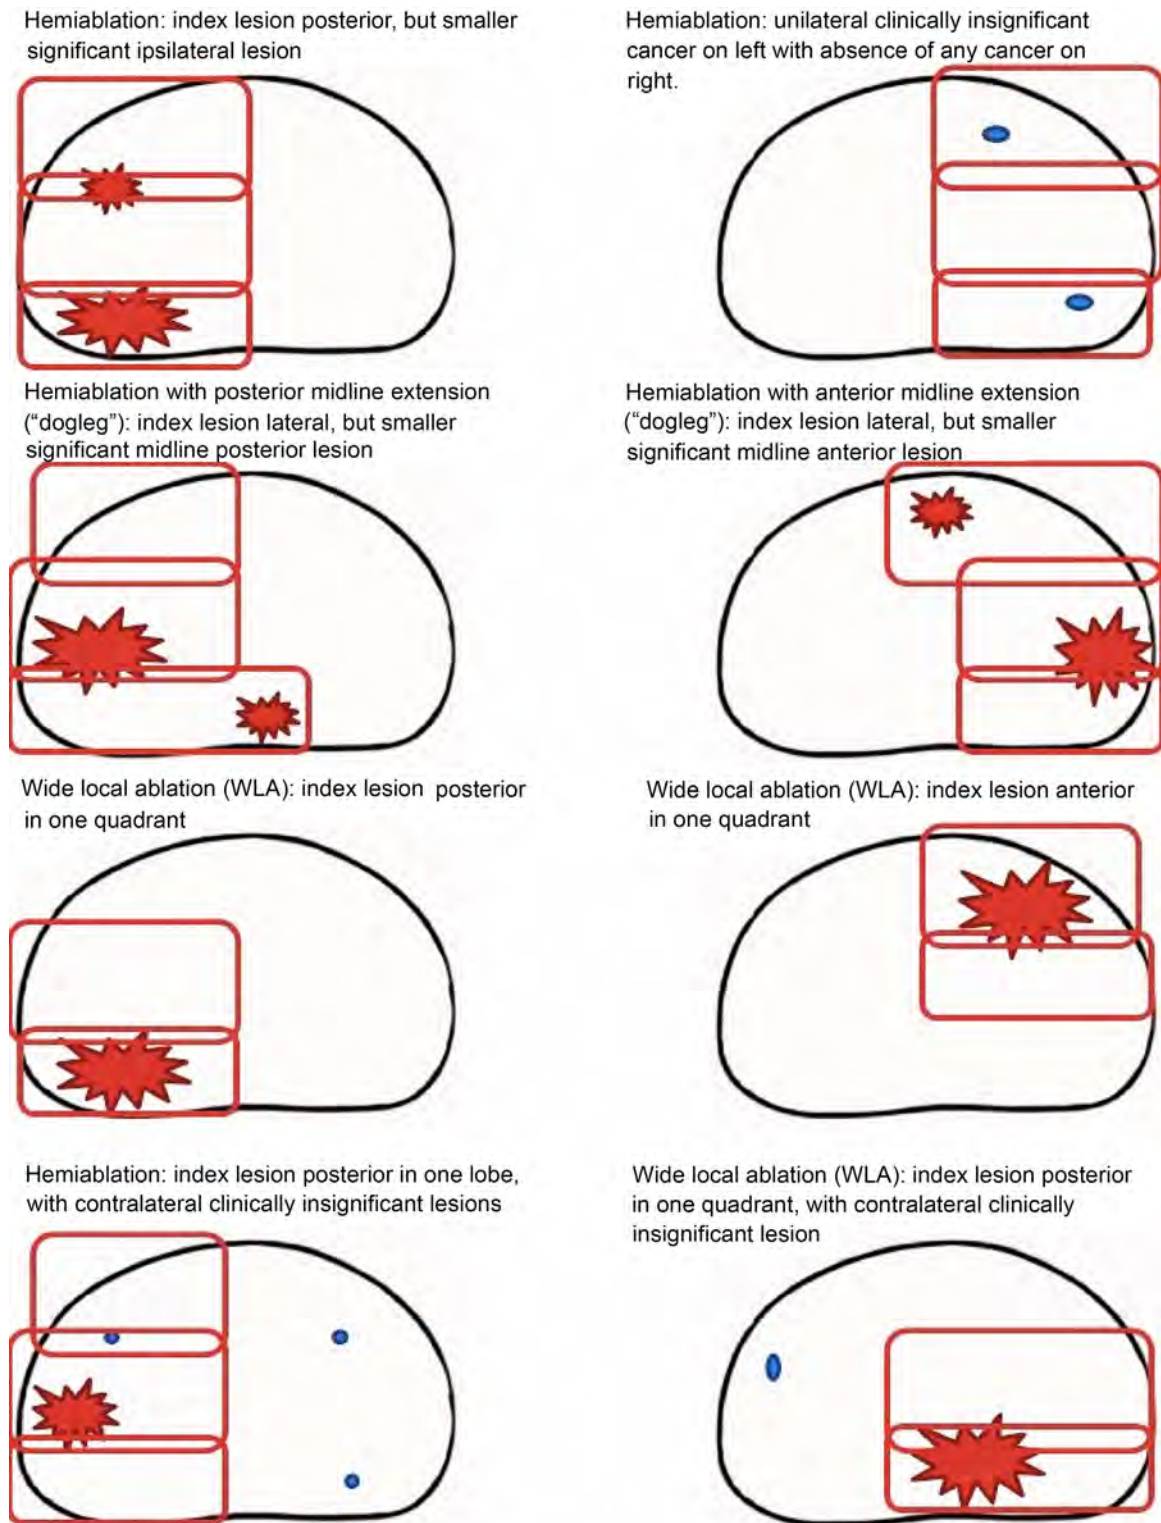 Hemiablation: index lesion posterior, but smaller
significant ipsilateral lesion
Hemiablation: unilateral clinically insignificant
cancer on left with absence of any cancer on
right.
Hemiablation with posterior midline extension
(“dogleg”): index lesion lateral, but smaller
significant midline posterior lesion
Hemiablation with anterior midline extension
(“dogleg”): index lesion lateral, but smaller
significant midline anterior lesion
Wide local ablation (WLA): index lesion posterior
in one quadrant
Wide local ablation (WLA): index lesion anterior
in one quadrant
Hemiablation: index lesion posterior in one lobe,
with contralateral clinically insignificant lesions
Wide local ablation (WLA): index lesion posterior
in one quadrant, with contralateral clinically
insignificant lesion